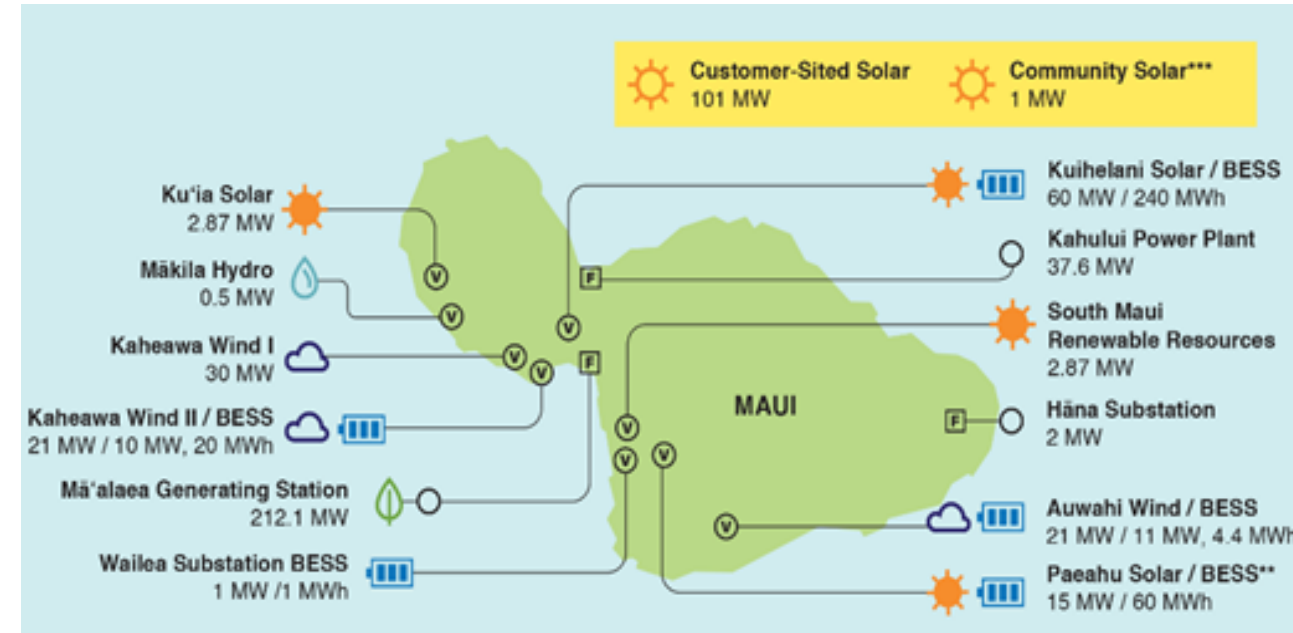 Customer-Sited Solar
101 MW
Community Solar***
1 MW
Kuʻia Solar
2.87 MW
Mākila Hydro
0.5 MW
Kaheawa Wind I
30 MW
Kaheawa Wind II / BESS
21 MW / 10 MW, 20 MWh
Māʻalaea Generating Station
212.1 MW
Wailea Substation BESS
1 MW /1 MWh
V
V
V
V
V
F
F
V
V
V
V
F
MAUI
Kuihelani Solar / BESS
60 MW / 240 MWh
Kahului Power Plant
37.6 MW
South Maui
Renewable Resources
2.87 MW
Hāna Substation
2 MW
Auwahi Wind / BESS
21 MW / 11 MW, 4.4 MWh
Paeahu Solar / BESS**
15 MW / 60 MWh